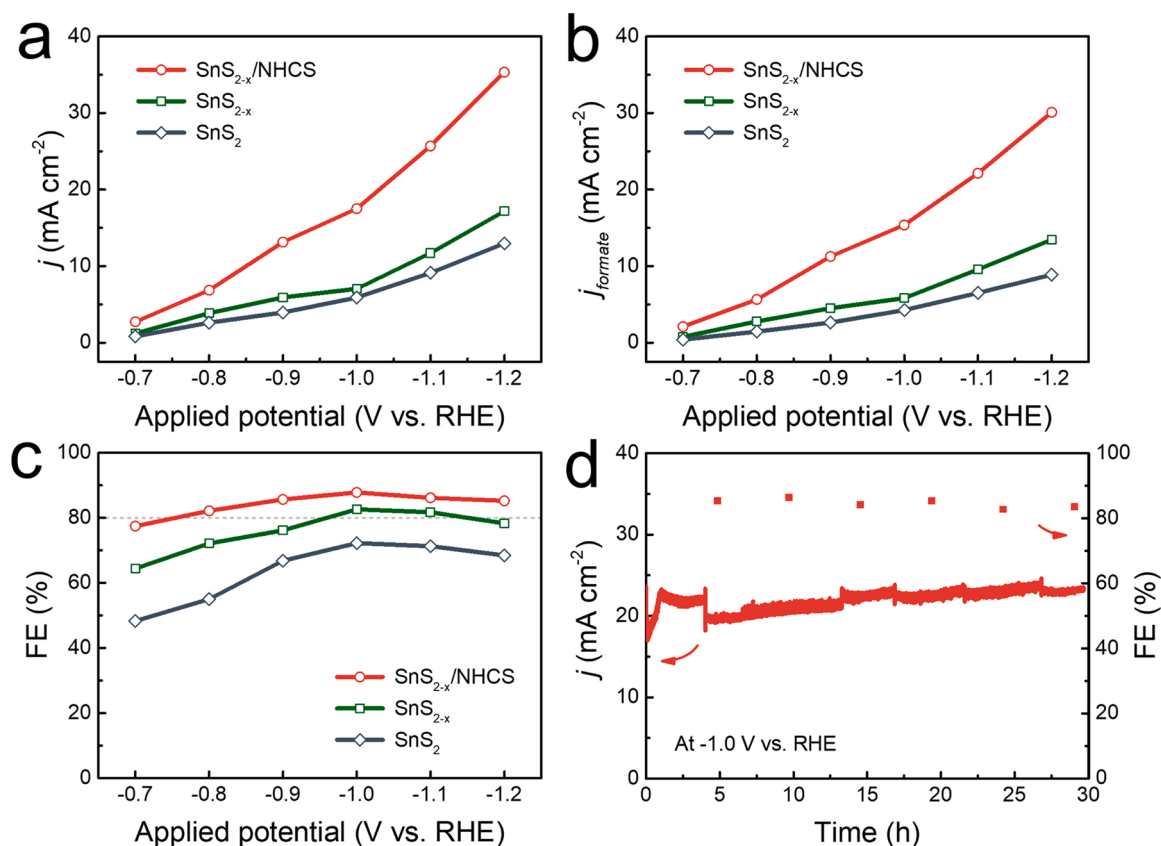 a
40
30
20
10
0
j (mA cm⁻²)
SnS₂₋ₓ/NHCS
SnS₂₋ₓ
SnS₂
-0.7 -0.8 -0.9 -1.0 -1.1 -1.2
Applied potential (V vs. RHE)
b
40
30
20
10
0
j_formate (mA cm⁻²)
SnS₂₋ₓ/NHCS
SnS₂₋ₓ
SnS₂
-0.7 -0.8 -0.9 -1.0 -1.1 -1.2
Applied potential (V vs. RHE)
c
100
80
60
40
20
0
FE (%)
SnS₂₋ₓ/NHCS
SnS₂₋ₓ
SnS₂
-0.7 -0.8 -0.9 -1.0 -1.1 -1.2
Applied potential (V vs. RHE)
d
40
35
30
25
20
15
10
5
0
j (mA cm⁻²)
100
80
60
40
20
0
FE (%)
At -1.0 V vs. RHE
0 5 10 15 20 25 30
Time (h)